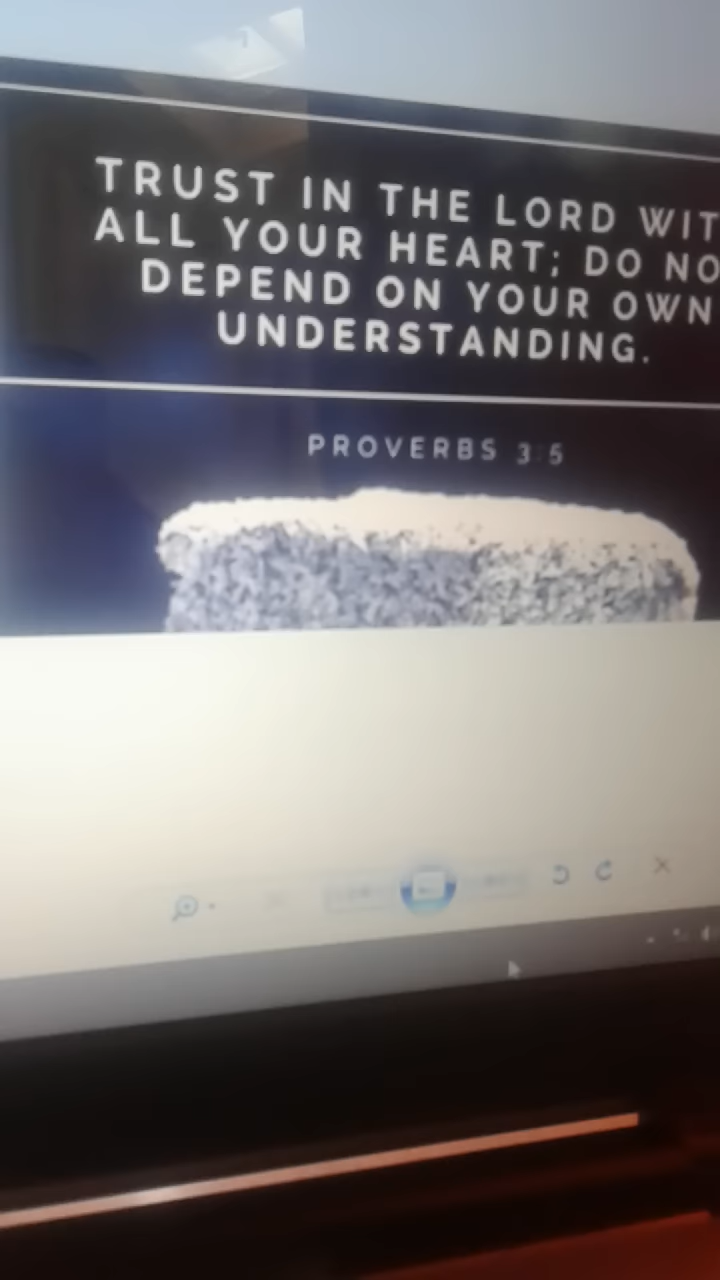 TRUST IN THE LORD WIT
ALL YOUR HEART; DO NO
DEPEND ON YOUR OWN
UNDERSTANDING.
PROVERBS 3:5